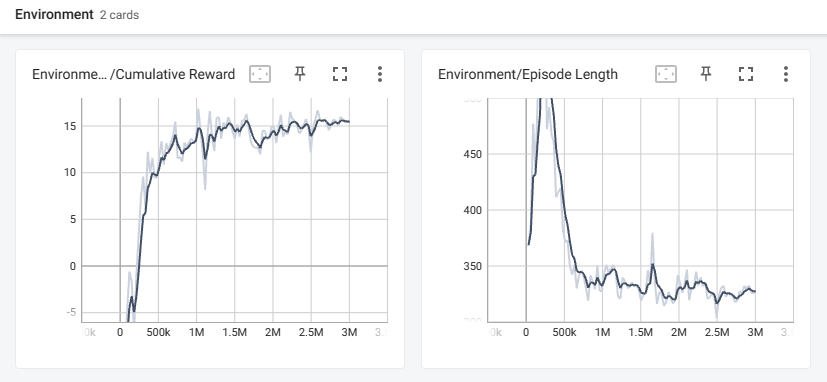 Environment 2 cards
Environme... /Cumulative Reward
15
10
5
0
-5
0k 0 500k 1M 1.5M 2M 2.5M 3M 3.
Environment/Episode Length
500
450
400
350
300
0 500k 1M 1.5M 2M 2.5M 3M 3.